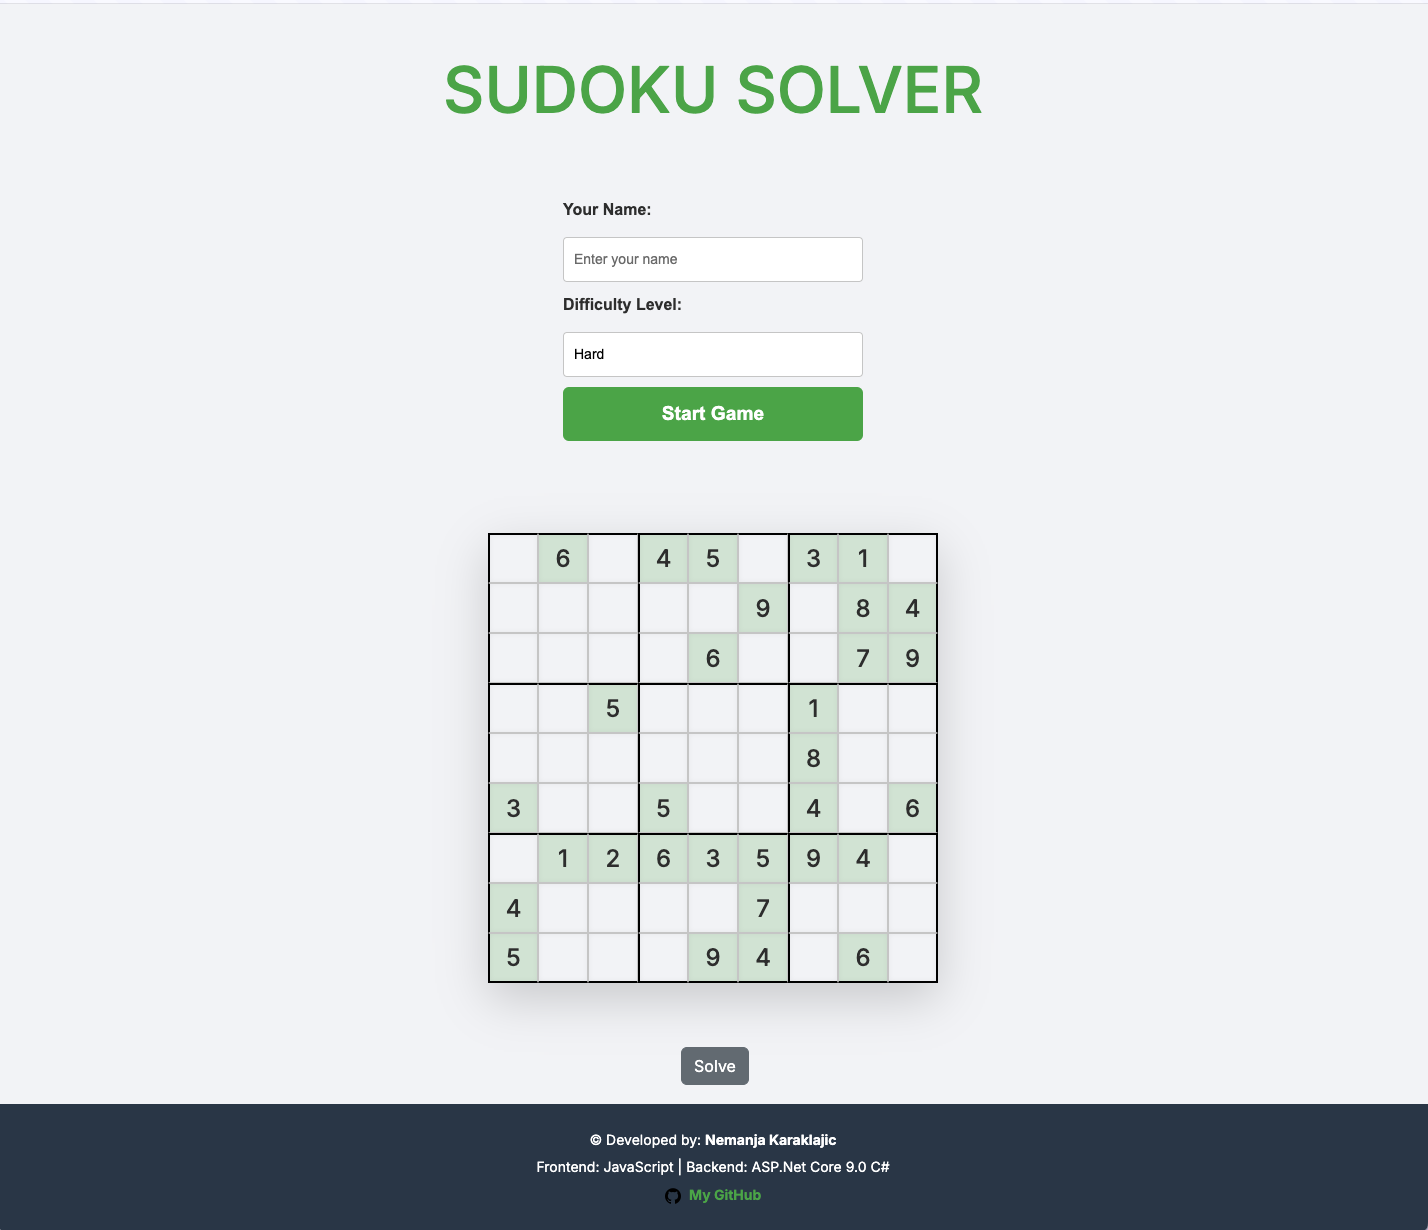 SUDOKU SOLVER
Your Name:
Enter your name
Difficulty Level:
Hard
Start Game
6 4 5 3 1
9 8 4
6 7 9
5 1
8
3 5 4 6
1 2 6 3 5 9 4
4 7
5 9 4 6
Solve
© Developed by: Nemanja Karaklajic
Frontend: JavaScript | Backend: ASP.Net Core 9.0 C#
My GitHub